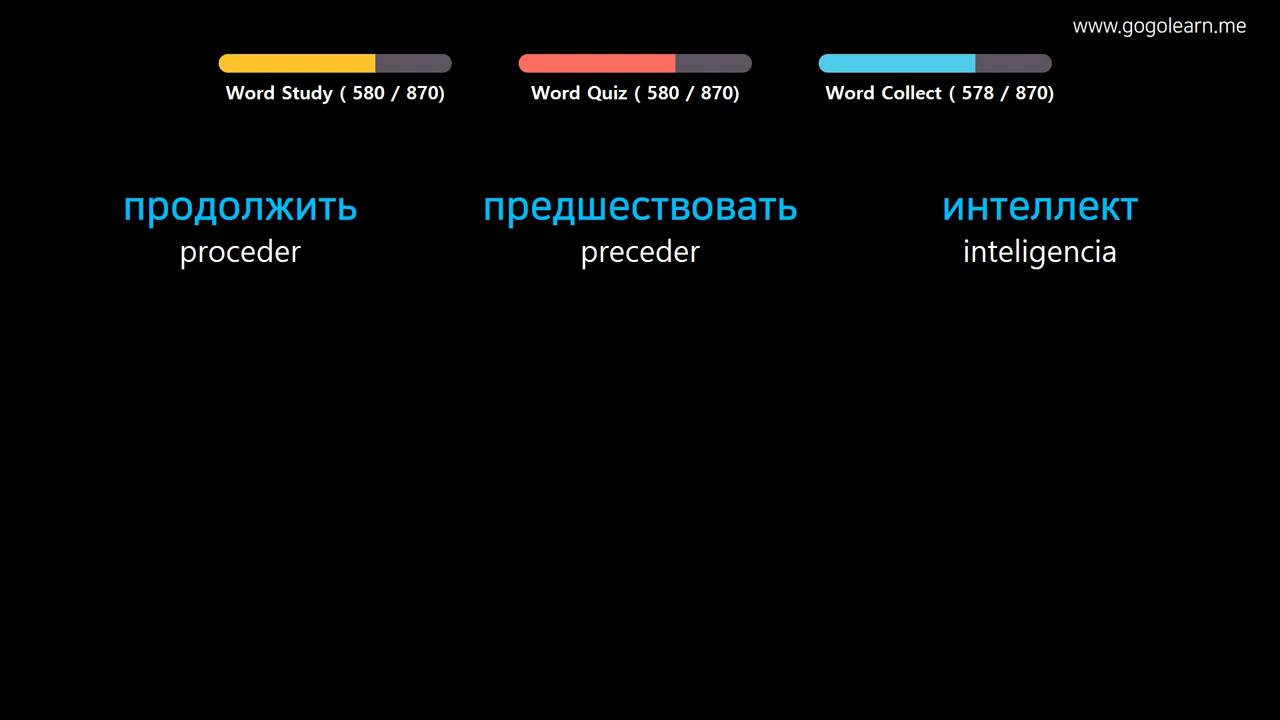 www.gogolearn.me
Word Study ( 580 / 870)
Word Quiz ( 580 / 870)
Word Collect ( 578 / 870)
продолжить
proceder
предшествовать
preceder
интеллект
inteligencia